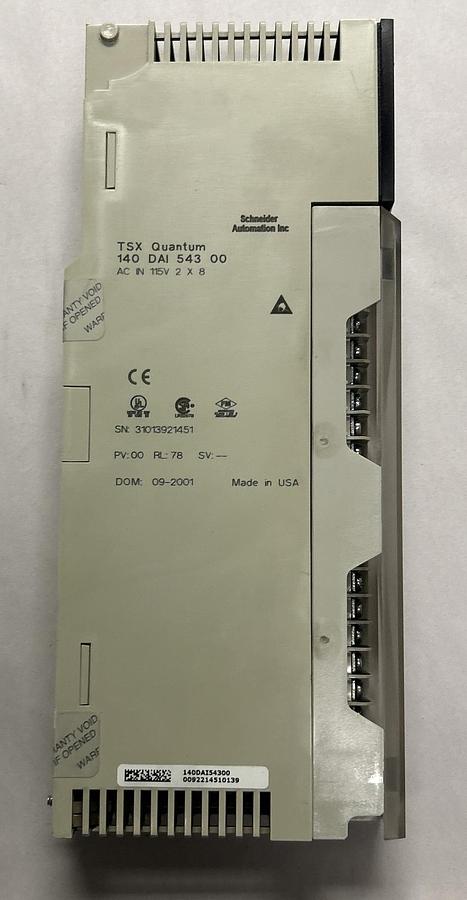 Schneider
Automation Inc
TSX Quantum
140 DAI 543 00
AC IN 115V 2 X 8
ANTY VOID
F OPENED
WARR
CE
UL
FM
SN: 31013921451
PV:00 RL: 78 SV:--
DOM: 09-2001 Made in USA
ANTY VOID
F OPENED
WARR
140DAI54300
0092214510139